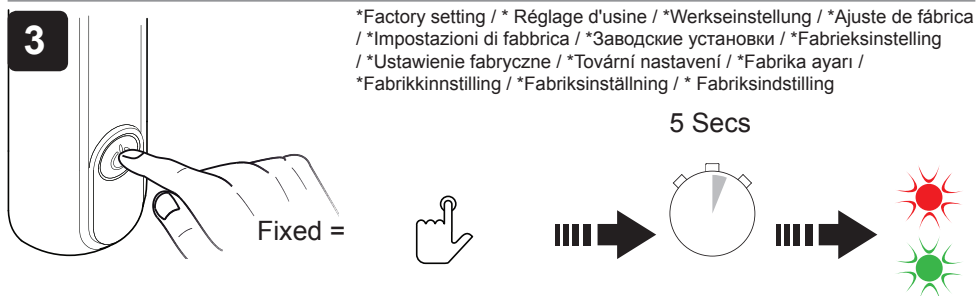 3
*Factory setting / * Réglage d'usine / *Werkseinstellung / *Ajuste de fábrica
/ *Impostazioni di fabbrica / *Заводские установки / *Fabrieksinstelling
/ *Ustawienie fabryczne / *Tovární nastavení / *Fabrika ayarı /
*Fabrikkinnstilling / *Fabriksinställning / * Fabriksindstilling
5 Secs
Fixed =